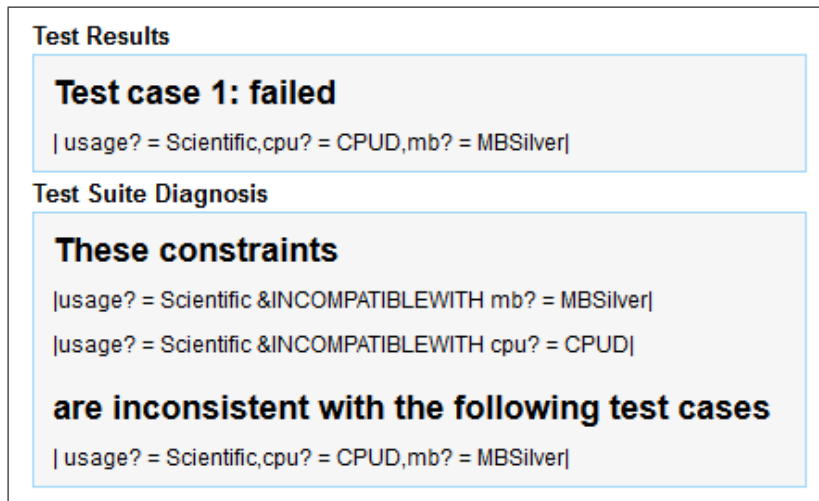 Test Results
Test case 1: failed
| usage? = Scientific,cpu? = CPUD,mb? = MBSilver|
Test Suite Diagnosis
These constraints
|usage? = Scientific &INCOMPATIBLEWITH mb? = MBSilver|
|usage? = Scientific &INCOMPATIBLEWITH cpu? = CPUD|
are inconsistent with the following test cases
| usage? = Scientific,cpu? = CPUD,mb? = MBSilver|